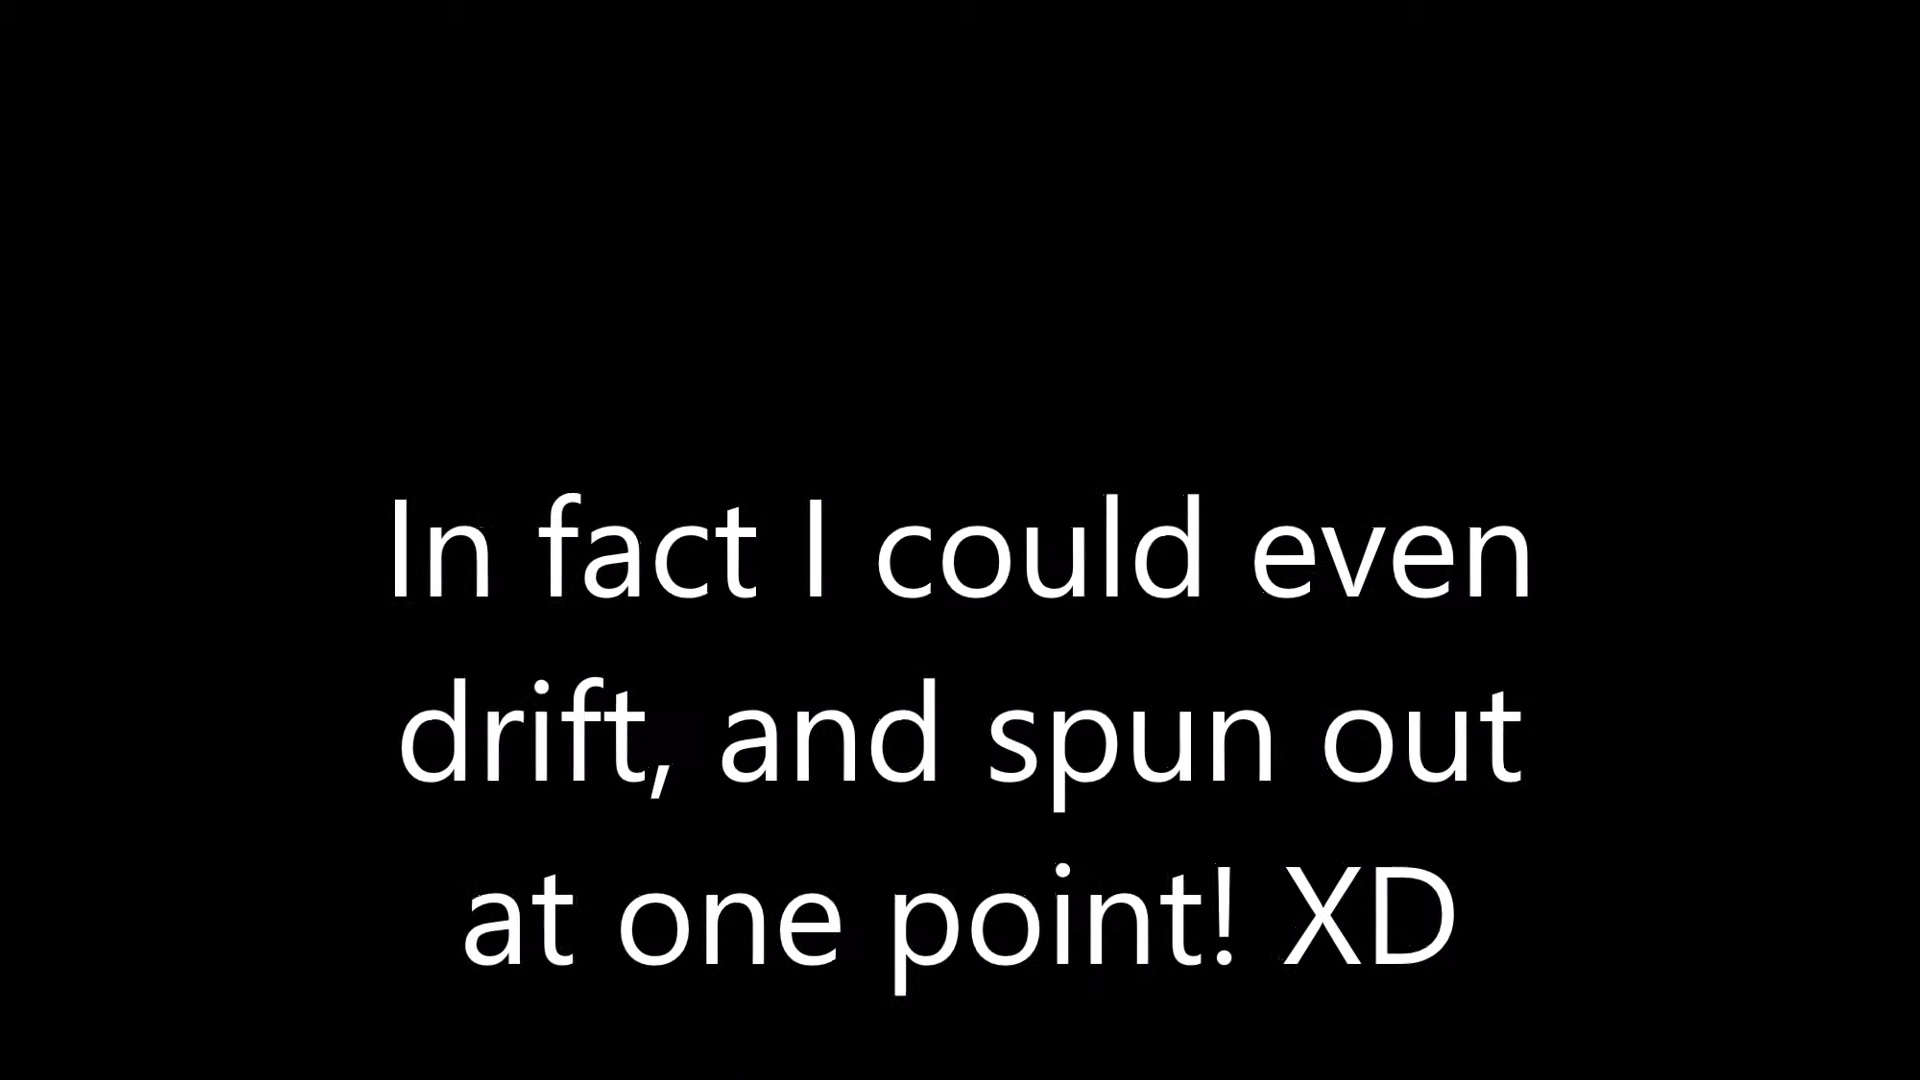 In fact I could even
drift, and spun out
at one point! XD